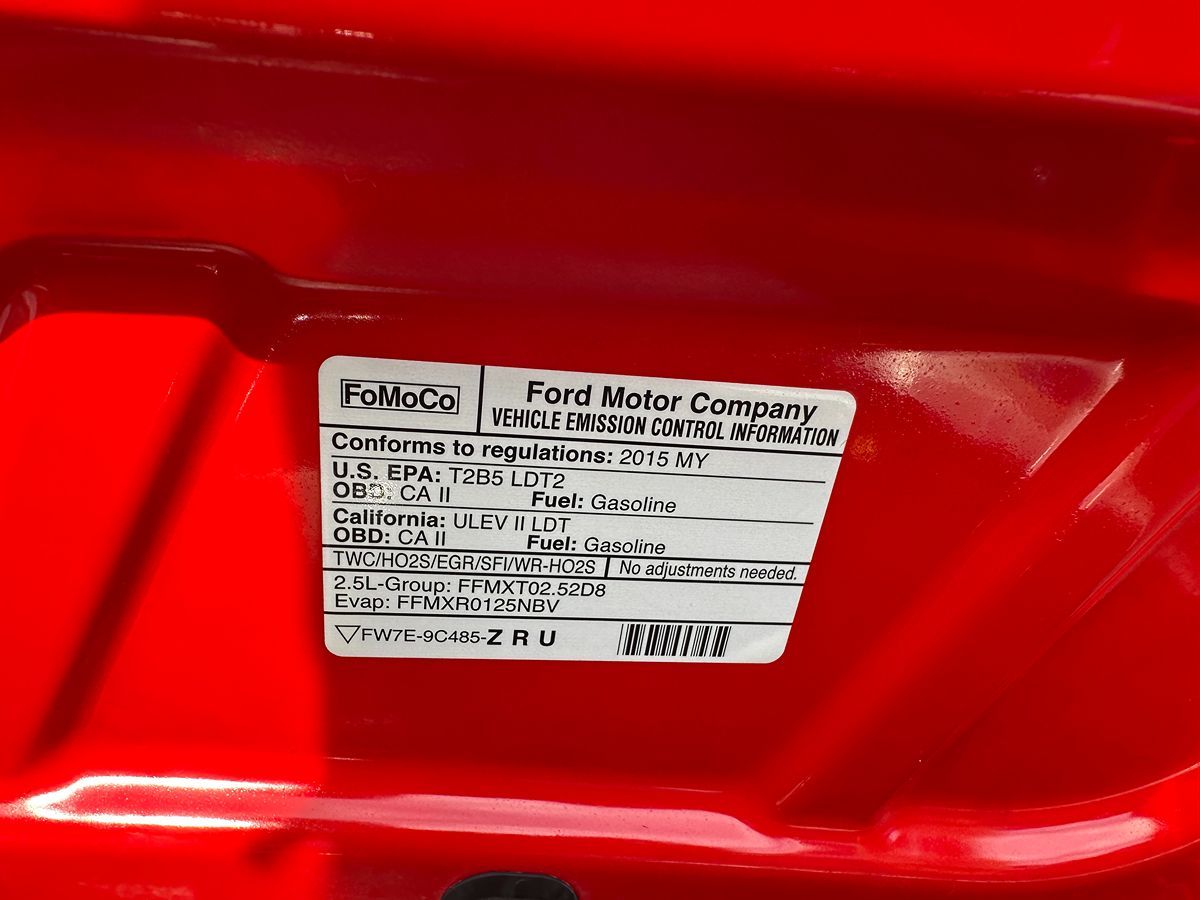 FoMoCo
Ford Motor Company
VEHICLE EMISSION CONTROL INFORMATION
Conforms to regulations: 2015 MY
U.S. EPA: T2B5 LDT2
OBD: CA II Fuel: Gasoline
California: ULEV II LDT
OBD: CA II Fuel: Gasoline
TWC/HO2S/EGR/SFI/WR-HO2S No adjustments needed.
2.5L-Group: FFMXT02.52D8
Evap: FFMXR0125NBV
FW7E-9C485-Z R U